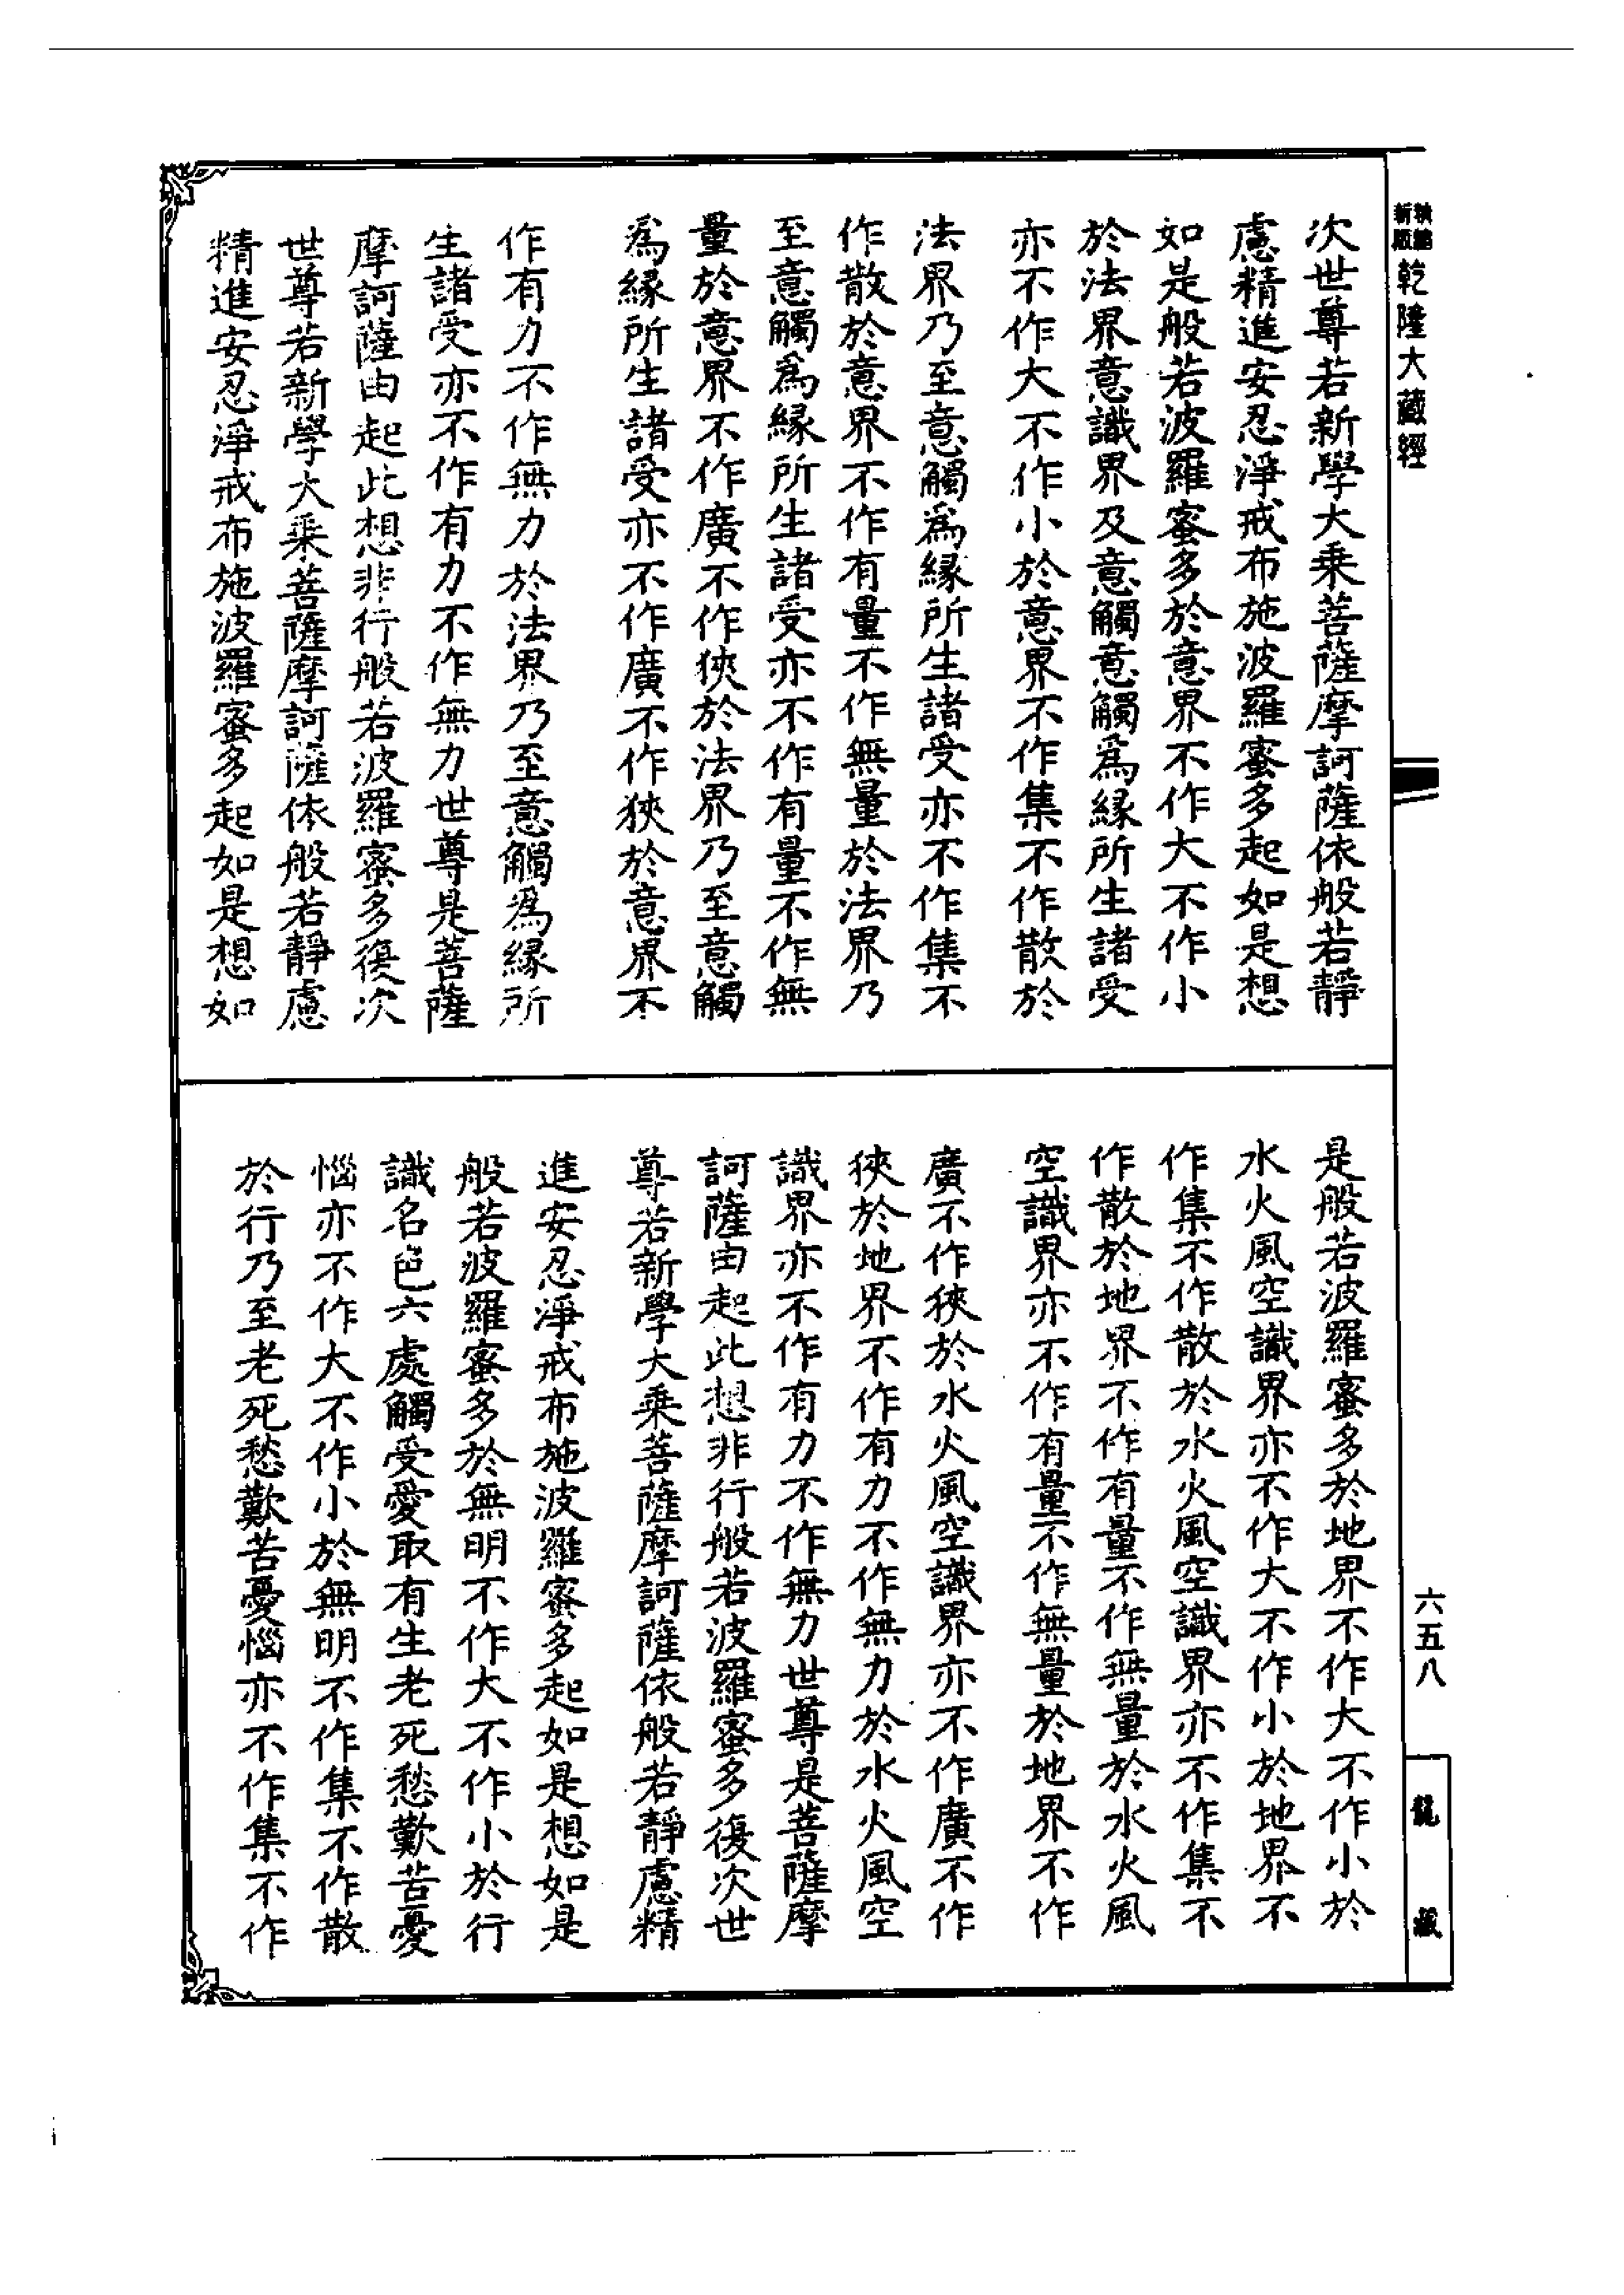 新版
乾隆大藏經
次世尊若新學大乗菩薩摩訶薩依般若靜
慮精進安忍淨戒布施波羅蜜多起如是想
如是般若波羅蜜多於意界不作大不作小
於法界意識界及意觸意觸爲縁所生諸受
亦不作大不作小於意界不作集不作散於
法界乃至意觸爲縁所生諸受亦不作集不
作散於意界不作有量不作無量於法界乃
至意觸爲縁所生諸受亦不作有量不作無
量於意界不作廣不作狹於法界乃至意觸
爲縁所生諸受亦不作廣不作狹於意界不
作有力不作無力於法界乃至意觸爲縁所
生諸受亦不作有力不作無力世尊是菩薩
摩訶薩由起此想非行般若波羅蜜多復次
世尊若新學大乗菩薩摩訶薩依般若靜慮
精進安忍淨戒布施波羅蜜多起如是想如
是般若波羅蜜多於地界不作大不作小於
水火風空識界亦不作大不作小於地界不
作集不作散於水火風空識界亦不作集不
作散於地界不作有量不作無量於水火風
空識界亦不作有量不作無量於地界不作
廣不作狹於水火風空識界亦不作廣不作
狹於地界不作有力不作無力於水火風空
識界亦不作有力不作無力世尊是菩薩摩
訶薩由起此想非行般若波羅蜜多復次世
尊若新學大乗菩薩摩訶薩依般若靜慮精
進安忍淨戒布施波羅蜜多起如是想如是
般若波羅蜜多於無明不作大不作小於行
識名色六處觸受愛取有生老死愁歎苦憂
惱亦不作大不作小於無明不作集不作散
於行乃至老死愁歎苦憂惱亦不作集不作
六五八
龍藏